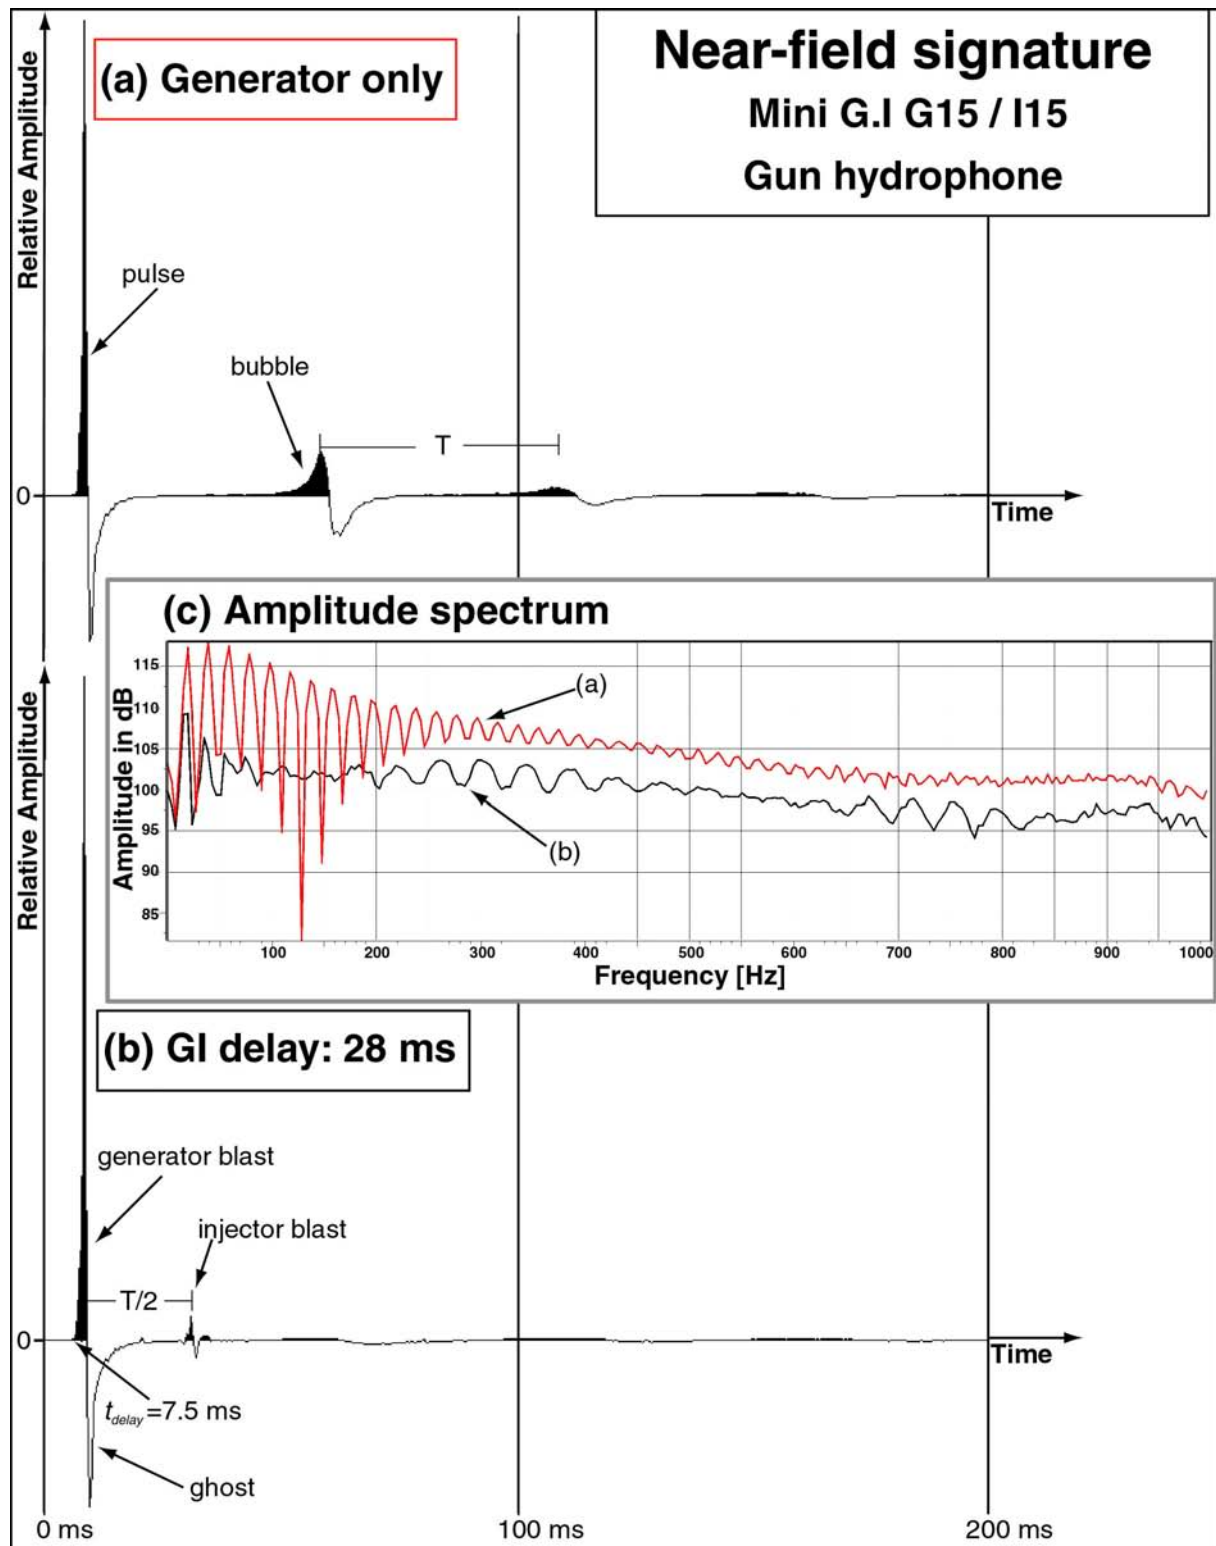 Near-field signature
Mini G.I G15 / I15
Gun hydrophone
(a) Generator only
Relative Amplitude
pulse
bubble
T
0
Time
(c) Amplitude spectrum
Amplitude in dB
115
110
105
100
95
90
85
(a)
(b)
100 200 300 400 500 600 700 800 900 1000
Frequency [Hz]
Relative Amplitude
(b) GI delay: 28 ms
generator blast
injector blast
T/2
0
Time
tdelay=7.5 ms
ghost
0 ms 100 ms 200 ms